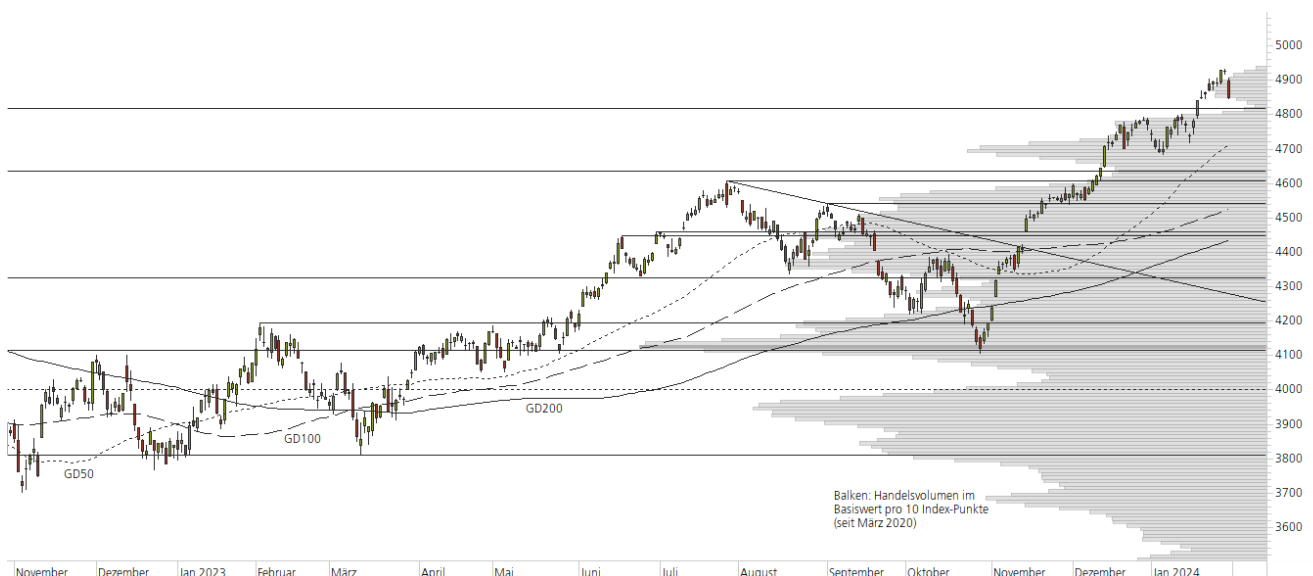 5000
4900
4800
4700
4600
4500
4400
4300
4200
4100
4000
3900
3800
3700
3600
GD200
GD100
GD50
Balken: Handelsvolumen im
Basiswert pro 10 Index-Punkte
(seit März 2020)
November Dezember Jan 2023 Februar März April Mai Juni Juli August September Oktober November Dezember Jan 2024